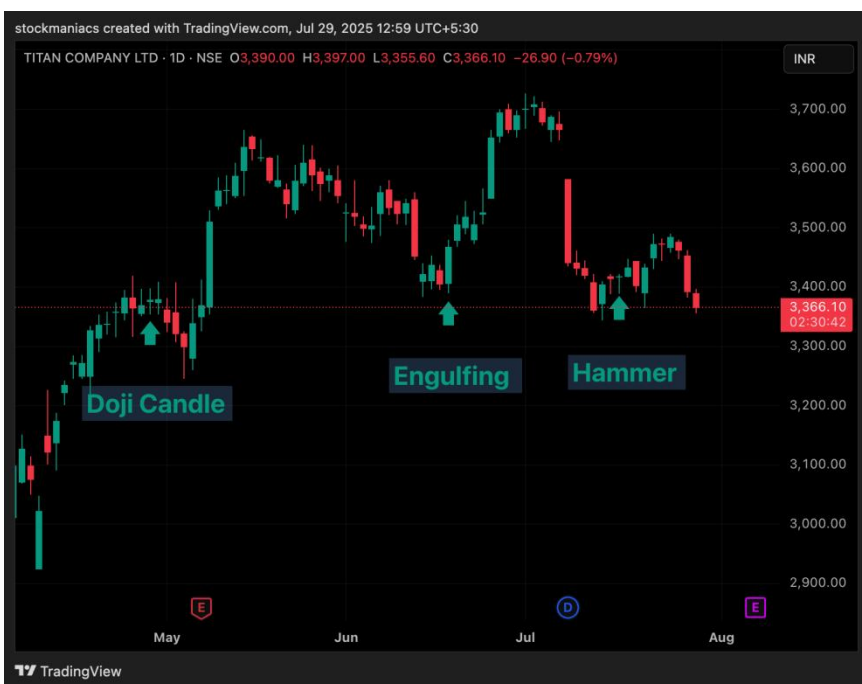 stockmaniacs created with TradingView.com, Jul 29, 2025 12:59 UTC+5:30
TITAN COMPANY LTD · 1D · NSE O3,390.00 H3,397.00 L3,355.60 C3,366.10 −26.90 (−0.79%)
INR
3,700.00
3,600.00
3,500.00
3,400.00
3,366.10
02:30:42
3,300.00
3,200.00
3,100.00
3,000.00
2,900.00
Doji Candle
Engulfing
Hammer
E
D
E
May Jun Jul Aug
TradingView